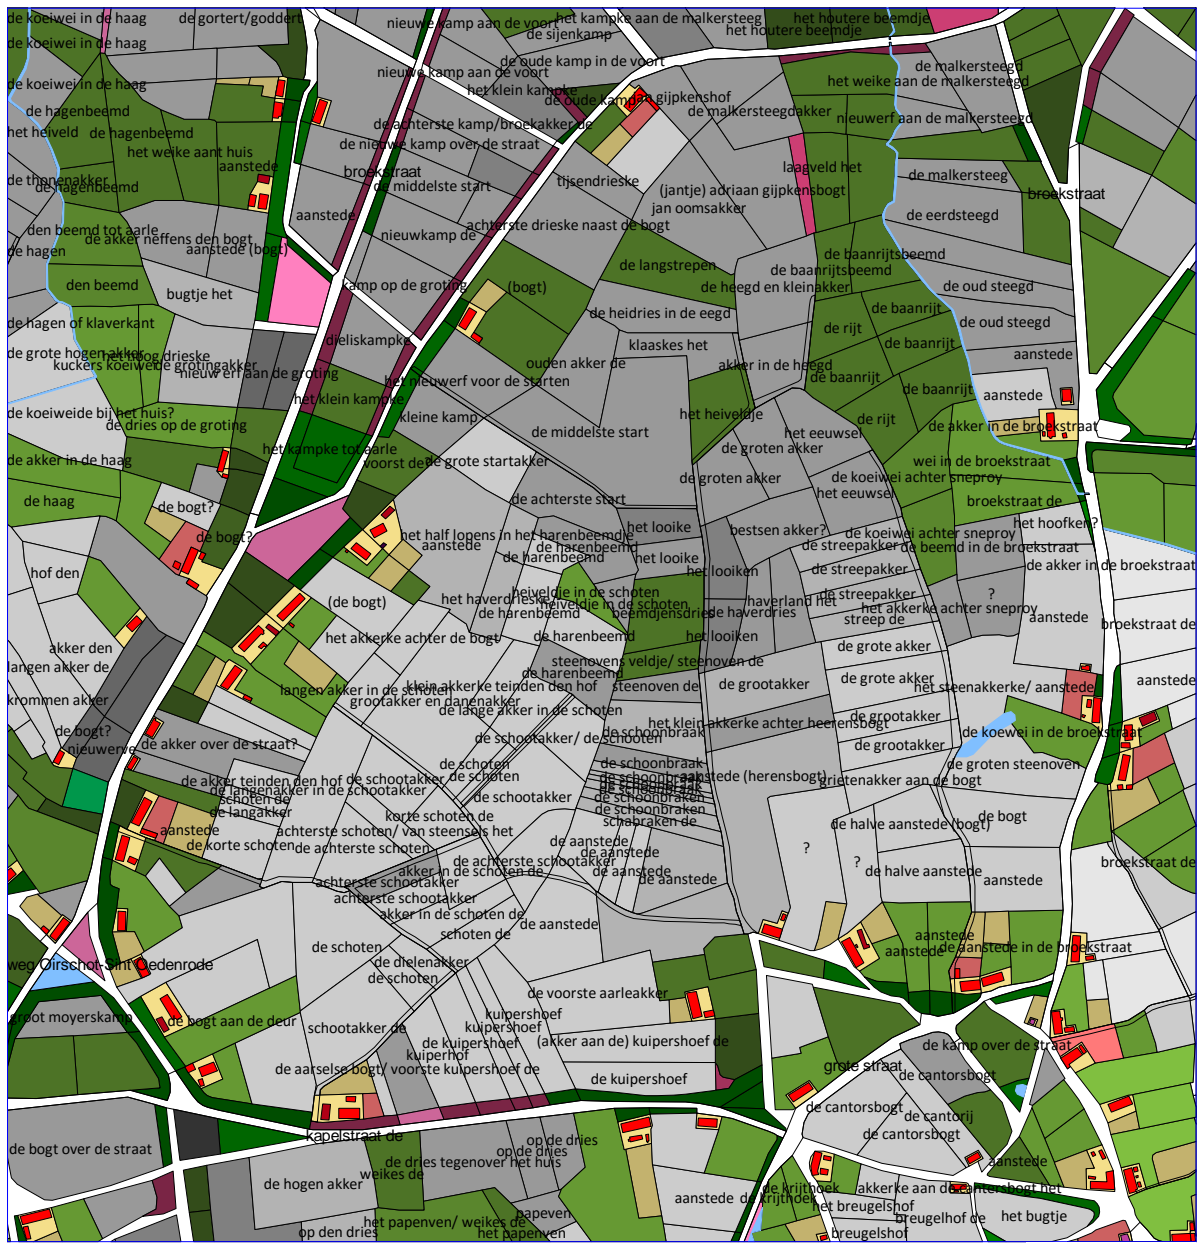 de koeiwei in de haag
de gortert/goddert
nieuwe kamp aan de voort
het kampke aan de malkersteeg
het houtere beemdje
de sijenkamp
het houtere beemdje
de koeiwei in de haag
de oude kamp in de voort
de malkersteegd
nieuwe kamp aan de voort
het weike aan de malkersteegd
de koeiwei in de haag
het klein kampke
de oude kamp
gijpkenshof
de malkersteegdakker
de hagenbeemd
nieuwerf aan de malkersteegd
de achterste kamp/broekakker de
het heiveld
de hagenbeemd
de nieuwe kamp over de straat
het weike aant huis
aanstede
broekstraat
laagveld het
de malkersteeg
de thonenakker
de hagenbeemd
de middelste start
tijsendrieske
(jantje) adriaan gijpkensbogt
broekstraat
jan oomsakker
aanstede
de eerdsteegd
den beemd tot aarle
achterste drieske naast de bogt
de akker neffens den bogt
nieuwkamp de
de hagen
aanstede (bogt)
de baanrijtsbeemd
de langstrepen
de baanrijtsbeemd
den beemd
kamp op de groting
(bogt)
de heegd en kleinakker
de oud steegd
bugtje het
de baanrijt
de heidries in de eegd
de hagen of klaverkant
de rijt
de oud steegd
dieliskampke
klaaskes het
de baanrijt
de grote hogen akker
het hoog drieske
aanstede
kuckers koeiweide
grotingakker
ouden akker de
akker in de heegd
nieuw erf aan de groting
het nieuwerf voor de starten
de baanrijt
de baanrijt
het klein kampke
aanstede
de koeiweide bij het huis?
kleine kamp
het heiveldje
de rijt
de dries op de groting
de middelste start
het eeuwsel
de akker in de broekstraat
het kampke tot aarle
de groten akker
de akker in de haag
voorst de
de grote startakker
wei in de broekstraat
de groten akker
de koeiwei achter sneproy
de haag
de achterste start
het eeuwsel
broekstraat de
de bogt?
het looike
bestsen akker?
het hoofken?
de bogt?
het half lopens in het harenbeemdje
de koeiwei achter sneproy
aanstede
de harenbeemd
de streepakker
de beemd in de broekstraat
de harenbeemd
het looike
de akker in de broekstraat
hof den
het looiken
de streepakker
heiveldje in de schoten
?
(de bogt)
het haverdrieske
heiveldje in de schoten
de streepakker
haverland het
het akkerke achter sneproy
de harenbeemd
beemdjensdries
de haverdries
streep de
aanstede
broekstraat de
het akkerke achter de bogt
de harenbeemd
het looiken
akker den
de grote akker
langen akker de
steenovens veldje/ steenoven de
de harenbeemd
de grote akker
aanstede
langen akker in de schoten
klein akkerke teinden den hof
steenoven de
de grootakker
het steenakkerke/ aanstede
krommen akker
grootakker en danenakker
de lange akker in de schoten
de grootakker
het klein akkerke achter heerensbogt
de bogt?
de schoonbraak
de koewei in de broekstraat
nieuwerve
de akker over de straat?
de schootakker/ de schooten
de grootakker
de schoten
de schoonbraak
de groten steenoven
de akker teinden den hof
de schootakker
de schoten
de schoonbraak
aanstede (herensbogt)
grietenakker aan de bogt
de langenakker in de schootakker
de schoonbraak
schoten de
de schootakker
de schoonbraken
de langakker
korte schoten de
de schoonbraken
de bogt
schabraken de
de halve aanstede (bogt)
aanstede
achterste schoten/ van steensels het
de korte schoten
de achterste schoten
de aanstede
?
de aanstede
de achterste schootakker
?
broekstraat de
akker in de schoten de
de aanstede
de halve aanstede
achterste schootakker
de aanstede
aanstede
achterste schootakker
akker in de schoten de
de aanstede
schoten de
aanstede
de schoten
aanstede
de aanstede in de broekstraat
weg Oirschot-Sint Oedenrode
de dielenakker
de schoten
de voorste aarleakker
groot moyerskamp
de bogt aan de deur
kuipershoef
schootakker de
kuipershoef
de kuipershoef
(akker aan de) kuipershoef de
de kamp over de straat
kuiperhof
de aarselse bogt/ voorste kuipershoef de
grote straat
de kuipershoef
de cantorsbogt
de cantorsbogt
de cantorij
kapelstraat de
de cantorsbogt
op de dries
de bogt over de straat
op de dries
de dries tegenover het huis
aanstede
weikes de
de hogen akker
de krijthoek
akkerke aan de cantersbogt het
aanstede
de krijthoek
het breugelshof
papeven
het papenven/ weikes de
breugelhof de
het bugtje
op den dries
het papenven
breugelshof